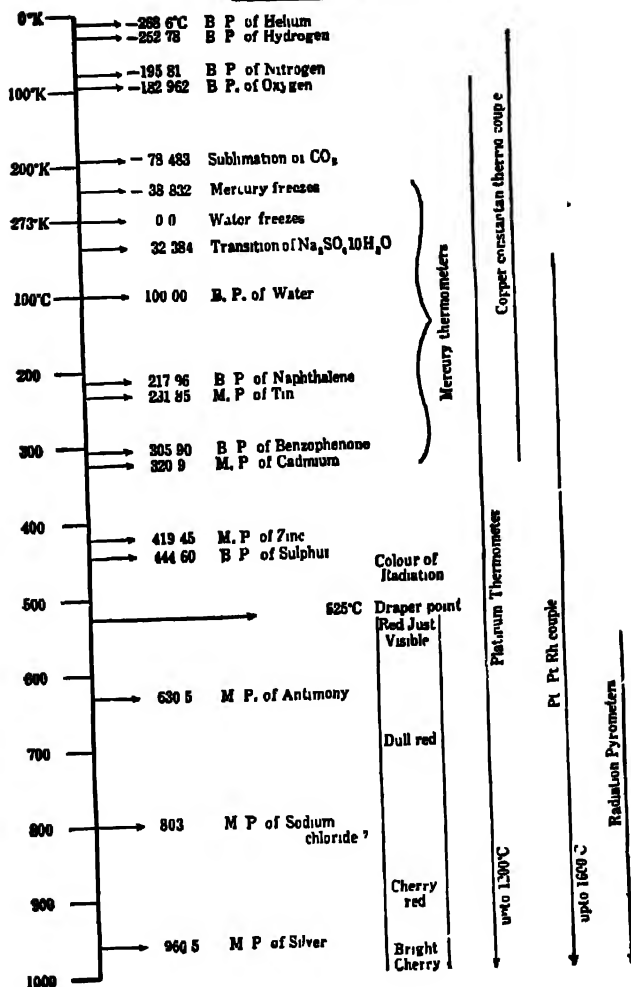 0°K
-268 6°C B P of Helium
-252 78 B P of Hydrogen
-195 81 B P of Nitrogen
100°K
-182 962 B P. of Oxygen
- 78 483 Sublimation of CO₂
200°K
- 38 832 Mercury freezes
273°K
0 0 Water freezes
32 384 Transition of Na₂SO₄10H₂O
100°C
100 00 B. P. of Water
200
217 96 B P of Naphthalene
231 85 M. P of Tin
300
305 90 B P of Benzophenone
320 9 M. P of Cadmium
400
419 45 M. P of Zinc
444 60 B P of Sulphur
Colour of
Radiation
500
525°C Draper point
Red Just
Visible
600
630 5 M P. of Antimony
Dull red
700
800
803 M P of Sodium
chloride ?
Cherry
red
900
960 5 M P of Silver
Bright
Cherry
1000
Mercury thermometers
Platinum Thermometer
upto 1300°C
Copper constantan thermo couple
Pt Pt Rh couple
upto 1600 C
Radiation Pyrometers